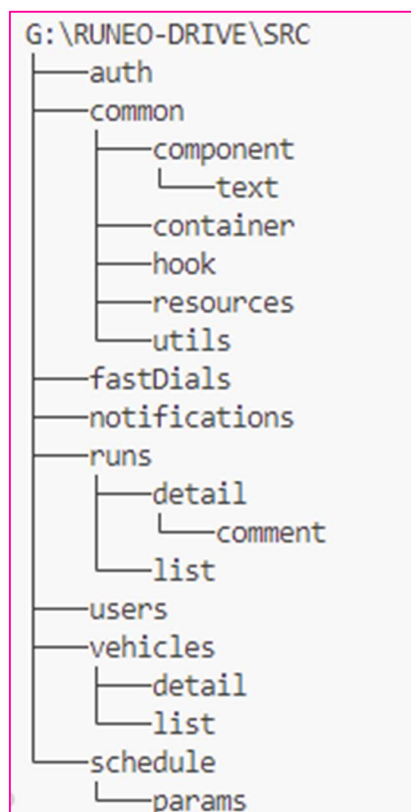 G:\RUNEO-DRIVE\SRC
auth
common
component
text
container
hook
resources
utils
fastDials
notifications
runs
detail
comment
list
users
vehicles
detail
list
schedule
params